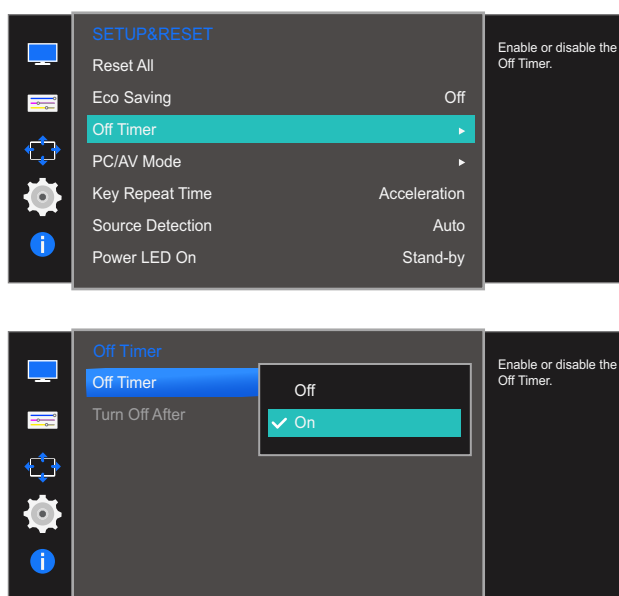 SETUP&RESET
Reset All
Eco Saving Off
Off Timer
PC/AV Mode
Key Repeat Time Acceleration
Source Detection Auto
Power LED On Stand-by
Enable or disable the
Off Timer.
Off Timer
Off Timer
Turn Off After
Off
On
Enable or disable the
Off Timer.